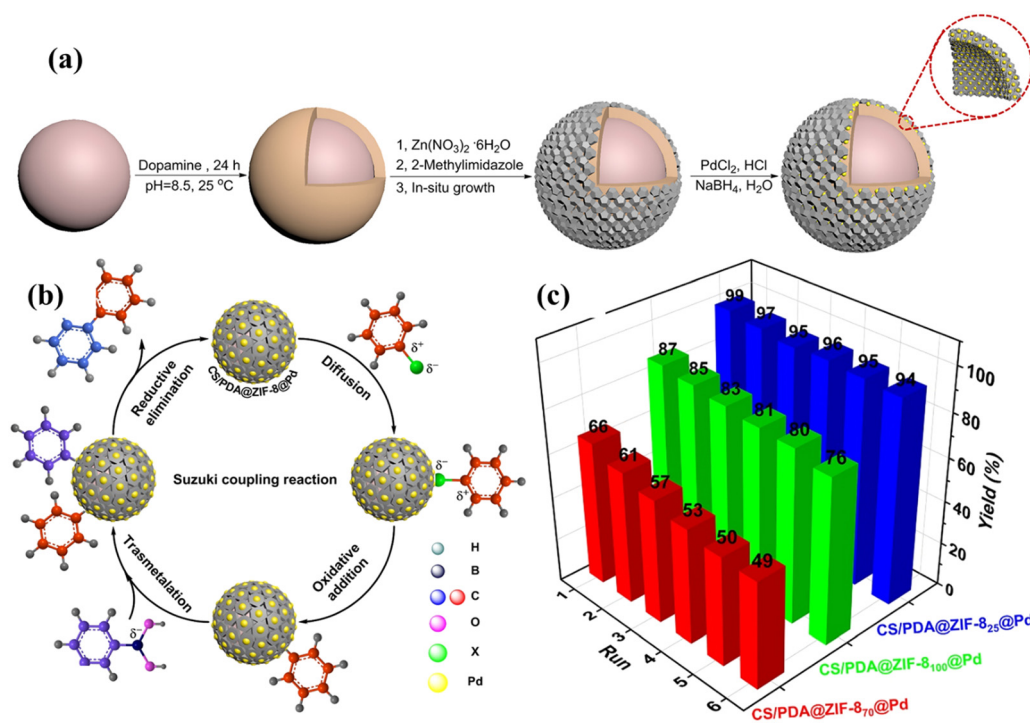 (a)
Dopamine , 24 h
pH=8.5, 25 °C
1, Zn(NO₃)₂ ·6H₂O
2, 2-Methylimidazole
3, In-situ growth
PdCl₂, HCl
NaBH₄, H₂O
(b)
CS/PDA@ZIF-8@Pd
Diffusion
δ⁺
δ⁻
Reductive
elimination
Suzuki coupling reaction
δ⁻
δ⁺
Oxidative
addition
Trasmetalation
δ⁻
H
B
C
O
X
Pd
(c)
99
97
95
96
95
94
87
85
83
81
80
76
66
61
57
53
50
49
100
80
60
40
20
0
Yield (%)
1
2
3
4
5
6
Run
CS/PDA@ZIF-8₂₅@Pd
CS/PDA@ZIF-8₁₀₀@Pd
CS/PDA@ZIF-8₇₀@Pd